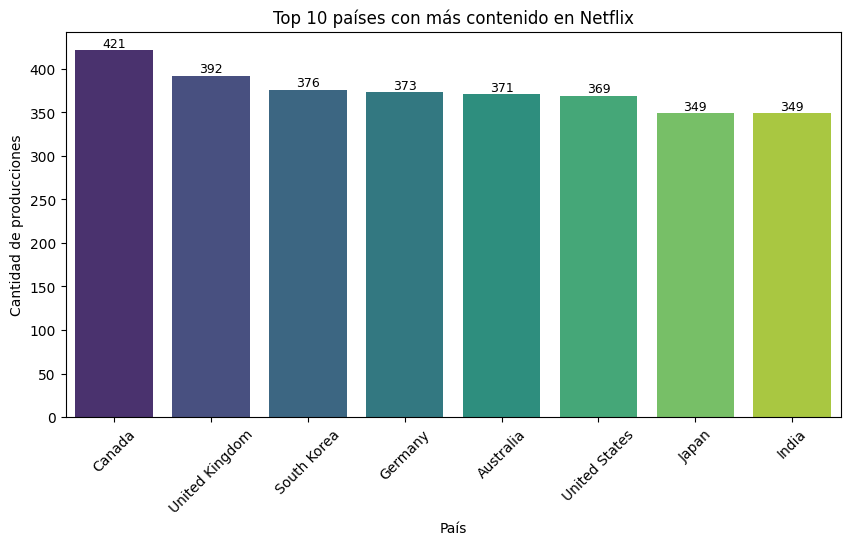 Top 10 países con más contenido en Netflix
Cantidad de producciones
400
350
300
250
200
150
100
50
0
421
392
376
373
371
369
349
349
Canada
United Kingdom
South Korea
Germany
Australia
United States
Japan
India
País